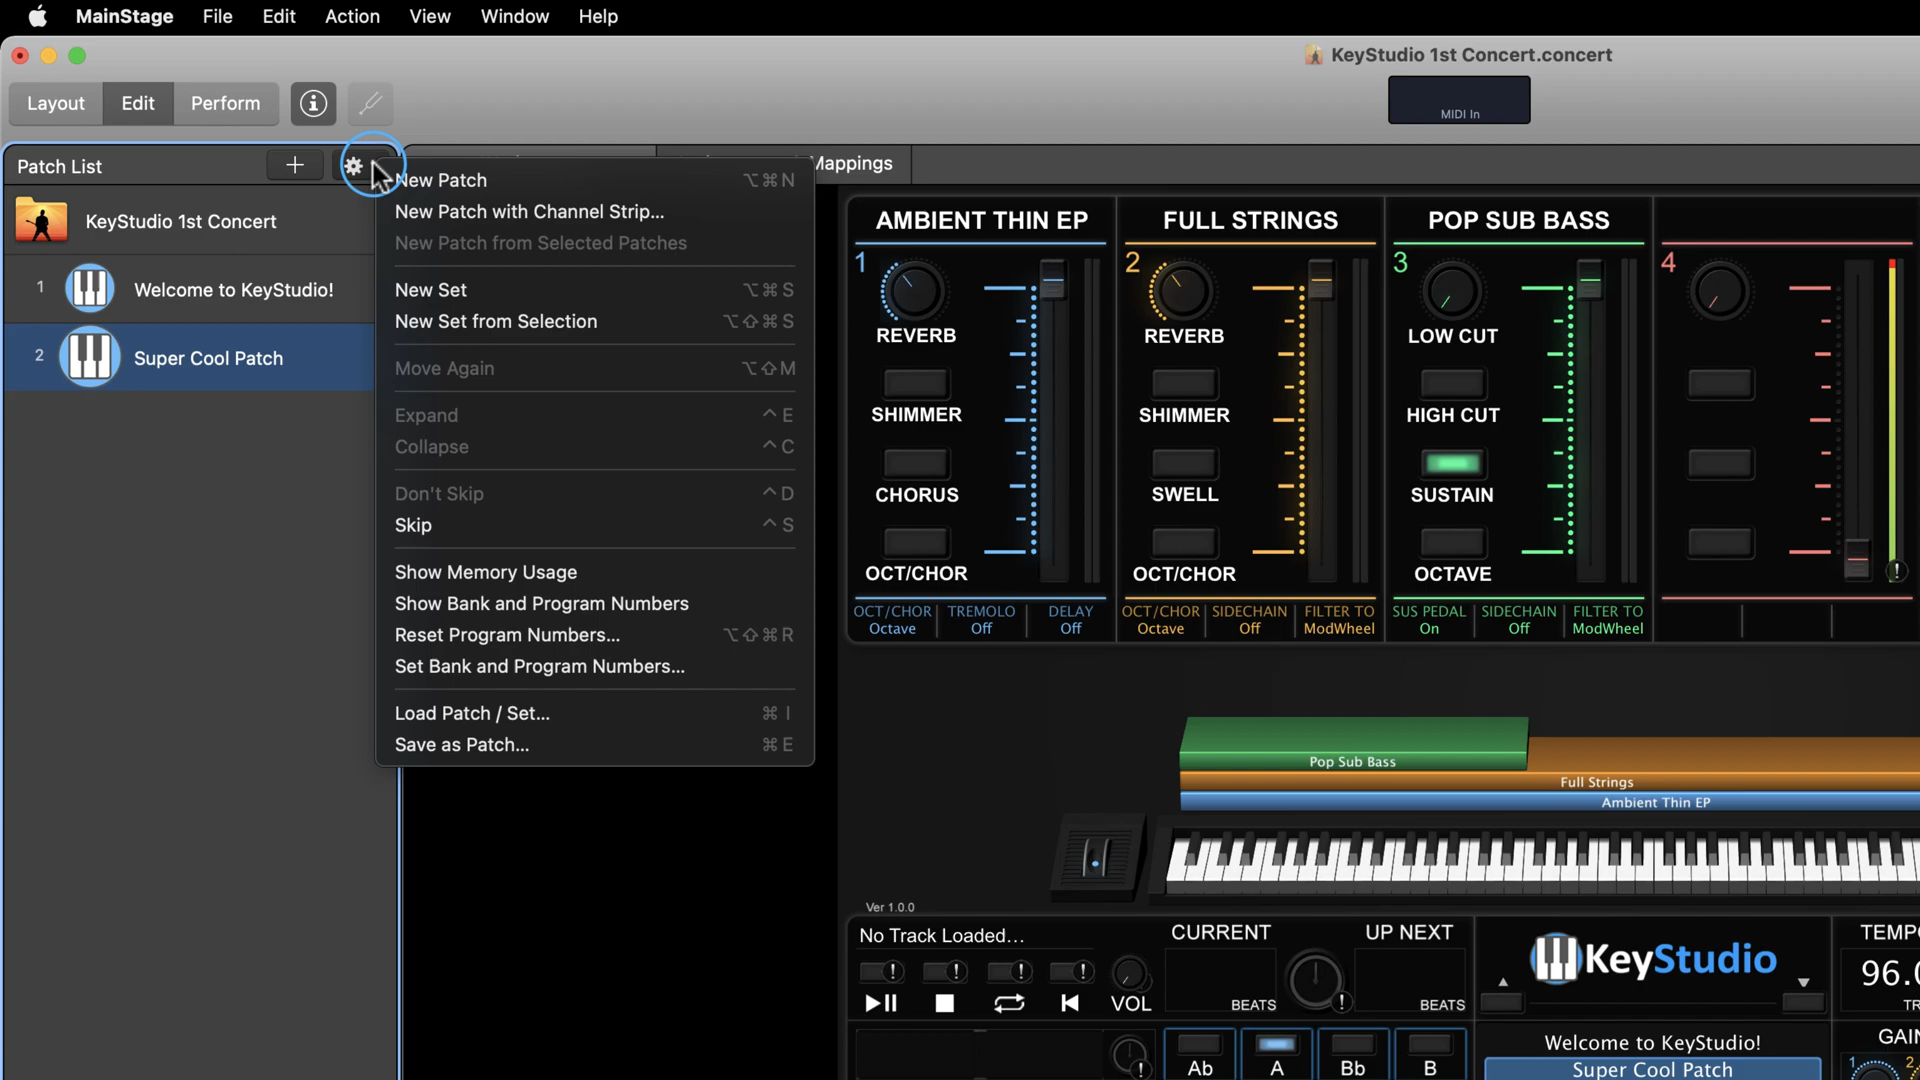 MainStage File Edit Action View Window Help
KeyStudio 1st Concert.concert
Layout Edit Perform
MIDI In
Patch List
Mappings
KeyStudio 1st Concert
1 Welcome to KeyStudio!
2 Super Cool Patch
New Patch ⌥⌘N
New Patch with Channel Strip...
New Patch from Selected Patches
New Set ⌥⌘S
New Set from Selection ⌥⇧⌘S
Move Again ⌥⇧M
Expand ^E
Collapse ^C
Don't Skip ^D
Skip ^S
Show Memory Usage
Show Bank and Program Numbers
Reset Program Numbers... ⌥⇧⌘R
Set Bank and Program Numbers...
Load Patch / Set... ⌘I
Save as Patch... ⌘E
AMBIENT THIN EP
1
REVERB
SHIMMER
CHORUS
OCT/CHOR
OCT/CHOR TREMOLO DELAY
Octave Off Off
FULL STRINGS
2
REVERB
SHIMMER
SWELL
OCT/CHOR
OCT/CHOR SIDECHAIN FILTER TO
Octave Off ModWheel
POP SUB BASS
3
LOW CUT
HIGH CUT
SUSTAIN
OCTAVE
SUS PEDAL SIDECHAIN FILTER TO
On Off ModWheel
4
Pop Sub Bass
Full Strings
Ambient Thin EP
Ver 1.0.0
No Track Loaded...
VOL
CURRENT
BEATS
UP NEXT
BEATS
KeyStudio
TEMPO
96.0
TR
Ab A Bb B
Welcome to KeyStudio!
Super Cool Patch
GAIN
1 2